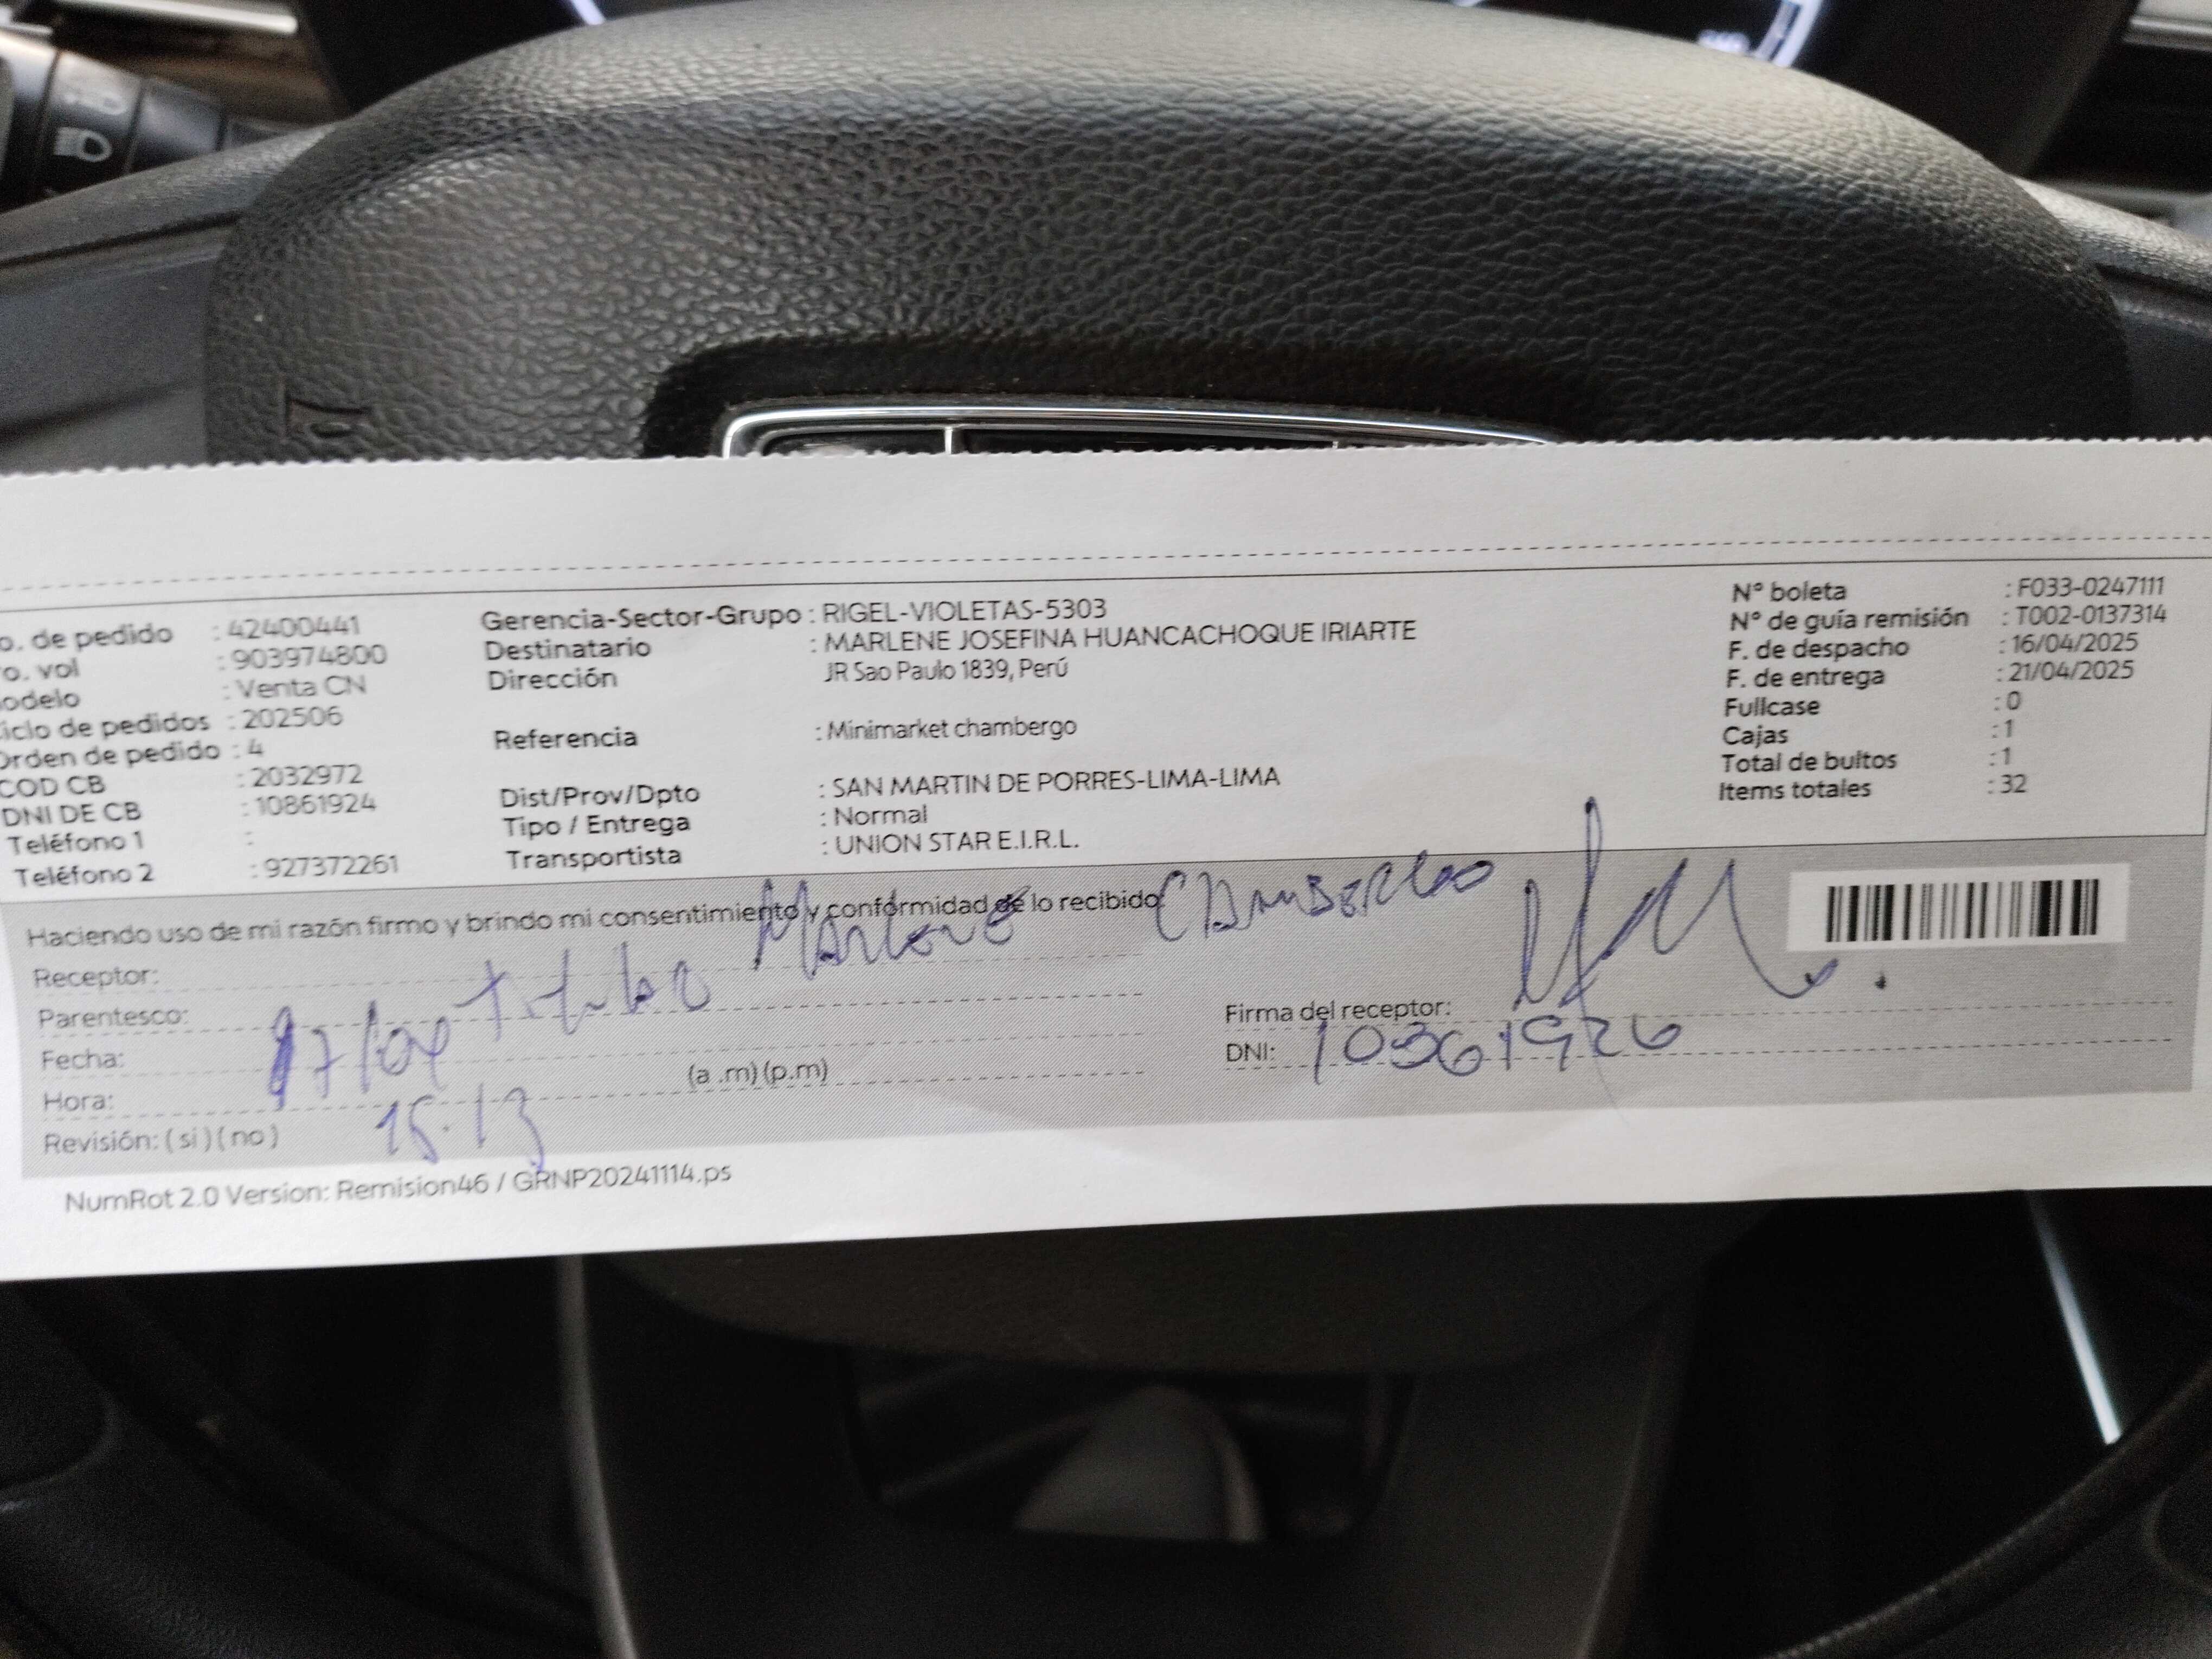 o. de pedido : 42400441
ro. vol : 903974800
odelo : Venta CN
iclo de pedidos : 202506
Orden de pedido : 4
COD CB : 2032972
DNI DE CB : 10861924
Teléfono 1 :
Teléfono 2 : 927372261
Gerencia-Sector-Grupo : RIGEL-VIOLETAS-5303
Destinatario : MARLENE JOSEFINA HUANCACHOQUE IRIARTE
Dirección JR Sao Paulo 1839, Perú
Referencia : Minimarket chambergo
Dist/Prov/Dpto : SAN MARTIN DE PORRES-LIMA-LIMA
Tipo / Entrega : Normal
Transportista : UNION STAR E.I.R.L.
N° boleta : F033-0247111
N° de guía remisión : T002-0137314
F. de despacho : 16/04/2025
F. de entrega : 21/04/2025
Fullcase : 0
Cajas : 1
Total de bultos : 1
Items totales : 32
Haciendo uso de mi razón firmo y brindo mi consentimiento y conformidad de lo recibido
Receptor: Marlene
Parentesco: Titular
Fecha:
Hora: 15.13 (a .m) (p.m)
Revisión: ( si ) ( no )
Firma del receptor:
DNI:
NumRot 2.0 Version: Remision46 / GRNP20241114.ps